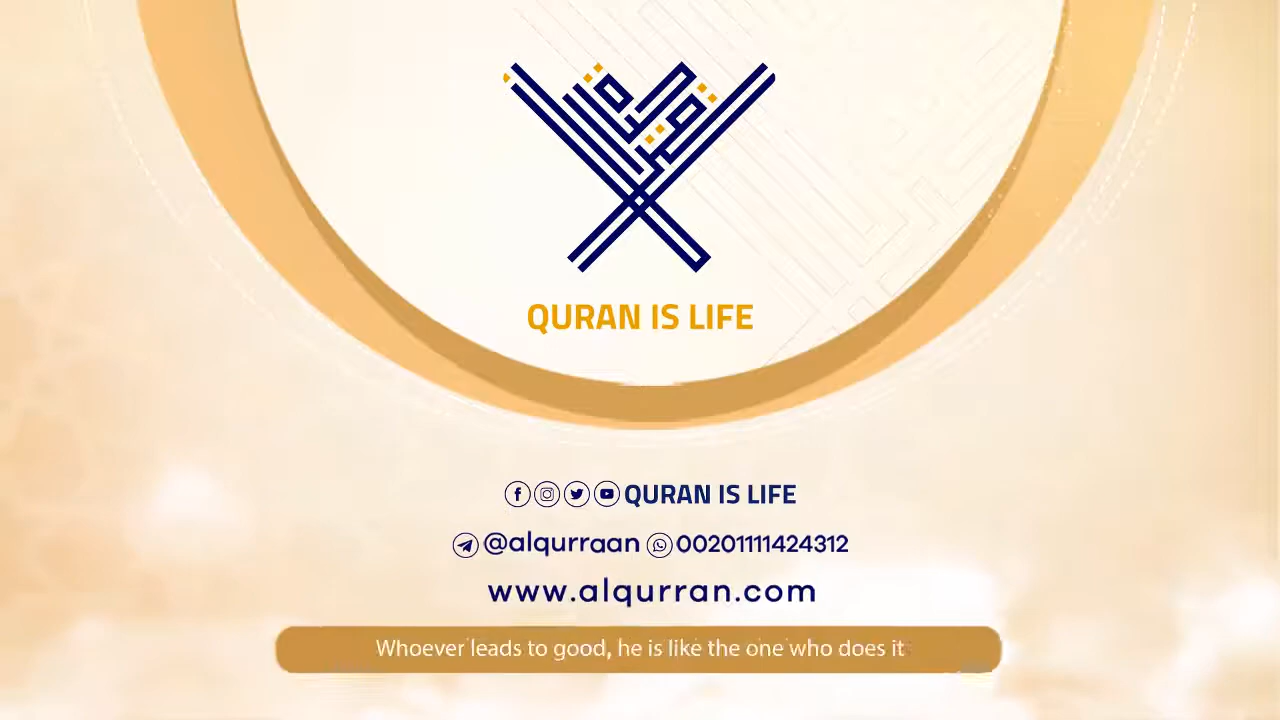 QURAN IS LIFE
QURAN IS LIFE
@alqurraan 00201111424312
www.alqurran.com
Whoever leads to good, he is like the one who does it